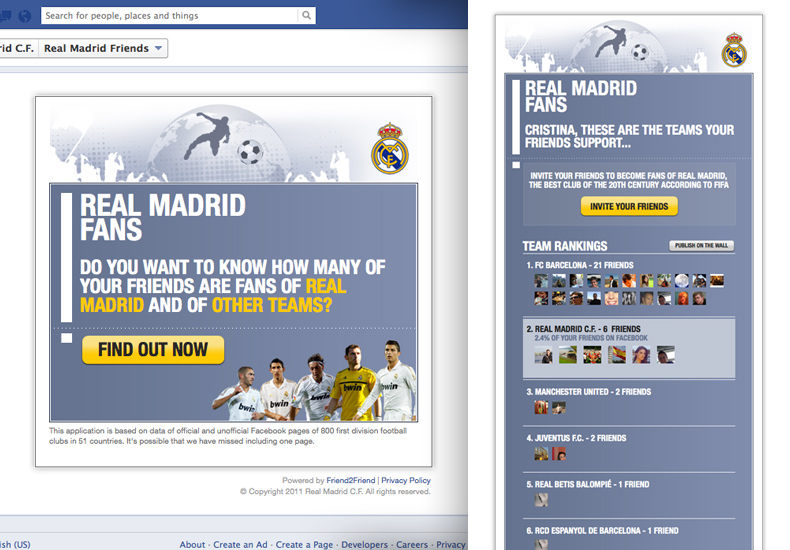 Search for people, places and things
rid C.F. Real Madrid Friends
REAL MADRID
FANS
DO YOU WANT TO KNOW HOW MANY OF
YOUR FRIENDS ARE FANS OF REAL
MADRID AND OF OTHER TEAMS?
FIND OUT NOW
bwin
bwin
bwin
bwin
bwin
This application is based on data of official and unofficial Facebook pages of 800 first division football
clubs in 51 countries. It's possible that we have missed including one page.
Powered by Friend2Friend | Privacy Policy
© Copyright 2011 Real Madrid C.F. All rights reserved.
ish (US)
About · Create an Ad · Create a Page · Developers · Careers · Privacy
REAL MADRID
FANS
CRISTINA, THESE ARE THE TEAMS YOUR
FRIENDS SUPPORT...
INVITE YOUR FRIENDS TO BECOME FANS OF REAL MADRID,
THE BEST CLUB OF THE 20TH CENTURY ACCORDING TO FIFA
INVITE YOUR FRIENDS
TEAM RANKINGS
PUBLISH ON THE WALL
1. FC BARCELONA - 21 FRIENDS
2. REAL MADRID C.F. - 6 FRIENDS
2.4% OF YOUR FRIENDS ON FACEBOOK
3. MANCHESTER UNITED - 2 FRIENDS
4. JUVENTUS F.C. - 2 FRIENDS
5. REAL BETIS BALOMPIÉ - 1 FRIEND
6. RCD ESPANYOL DE BARCELONA - 1 FRIEND